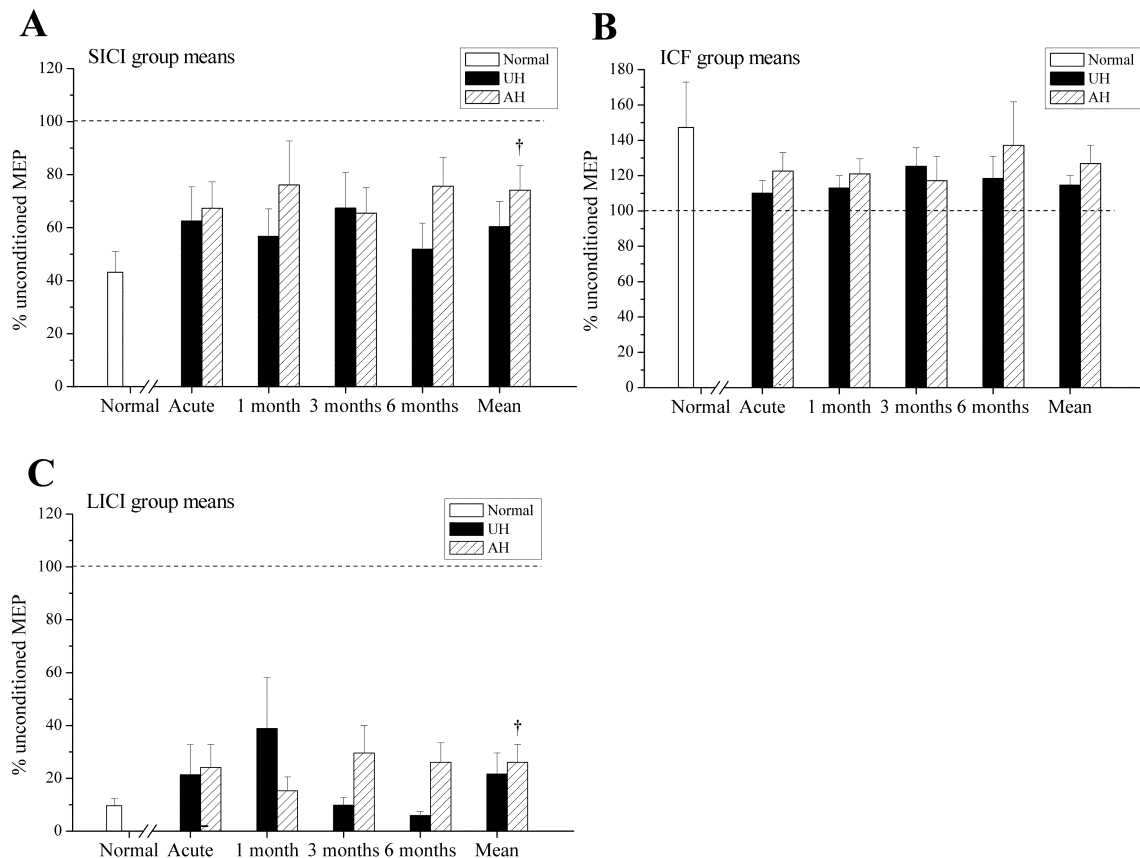 A
SICI group means
Normal
UH
AH
120
100
80
60
40
20
0
% unconditioned MEP
†
Normal Acute 1 month 3 months 6 months Mean
B
ICF group means
Normal
UH
AH
180
160
140
120
100
80
60
40
20
0
% unconditioned MEP
Normal Acute 1 month 3 months 6 months Mean
C
LICI group means
Normal
UH
AH
120
100
80
60
40
20
0
% unconditioned MEP
†
Normal Acute 1 month 3 months 6 months Mean